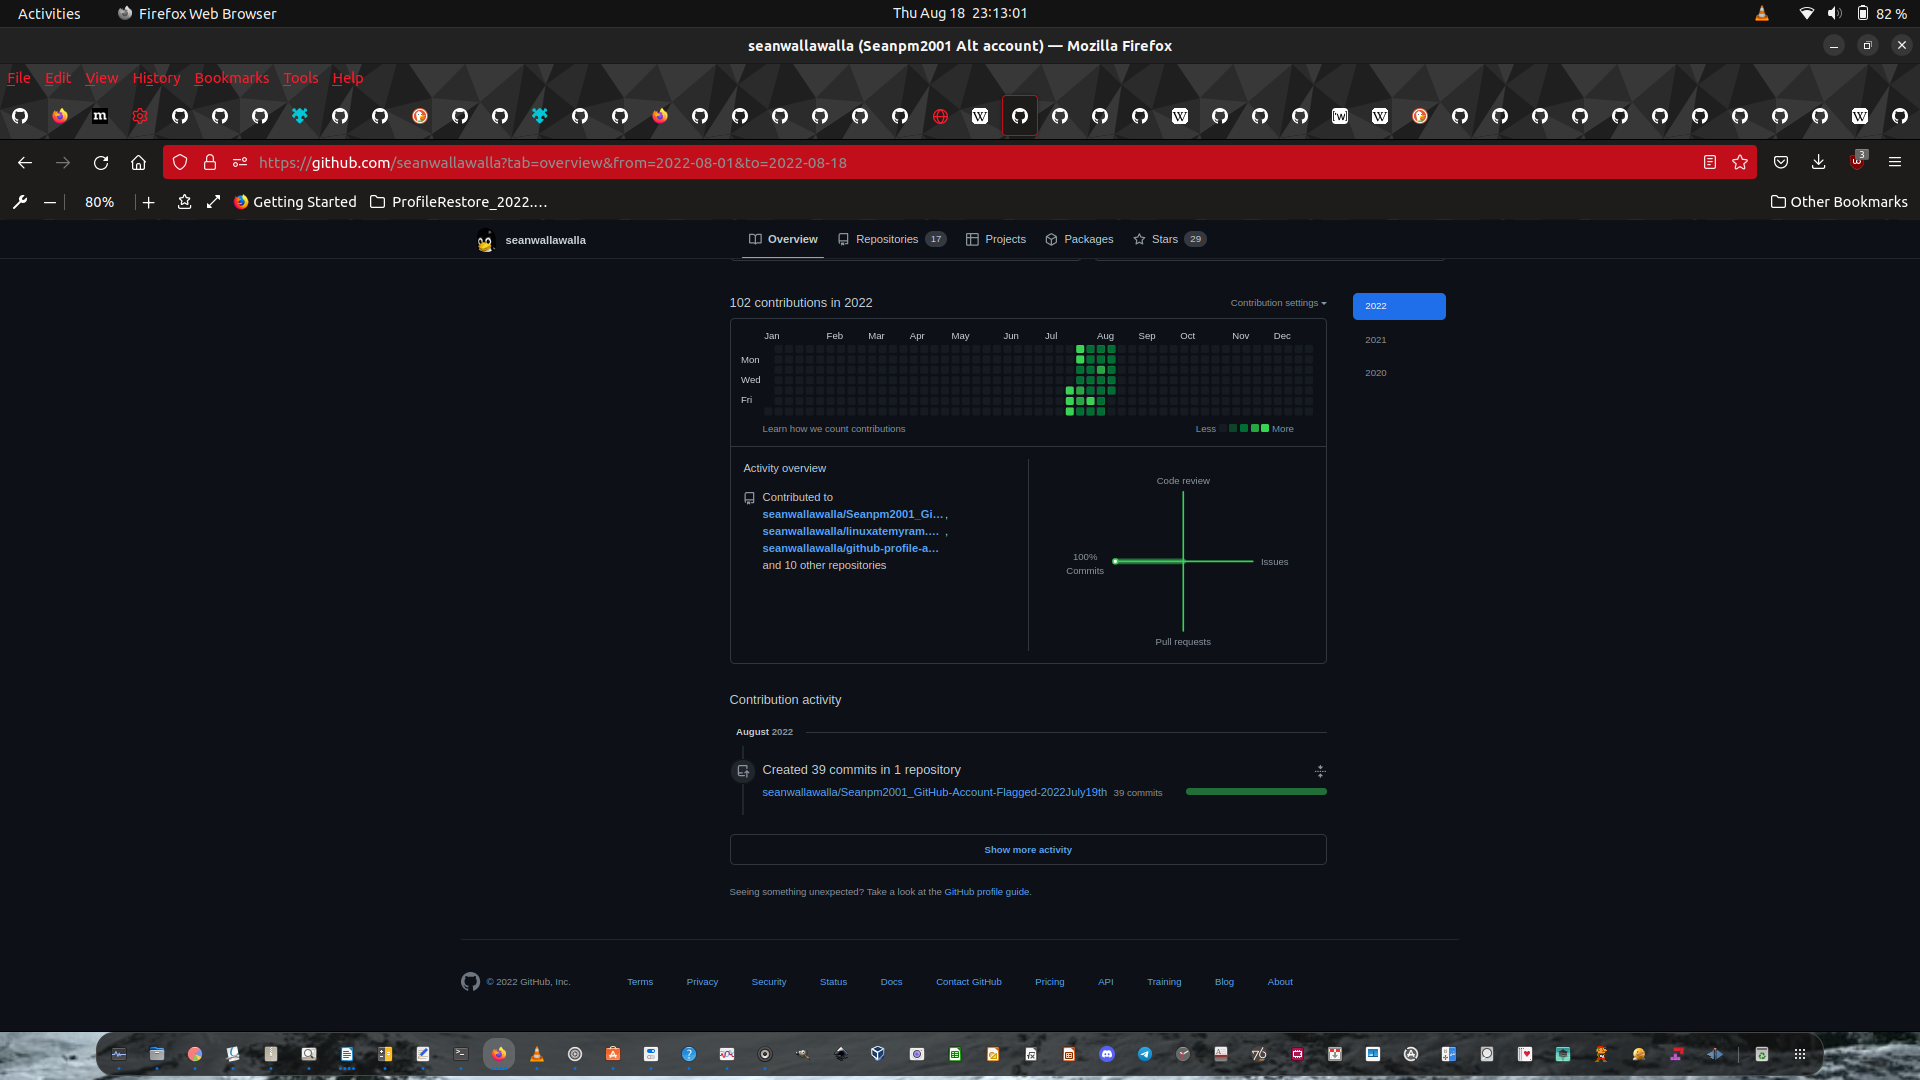 Activities
Firefox Web Browser
Thu Aug 18 23:13:01
82 %
seanwallawalla (Seanpm2001 Alt account) — Mozilla Firefox
File Edit View History Bookmarks Tools Help
https://github.com/seanwallawalla?tab=overview&from=2022-08-01&to=2022-08-18
3
80%
Getting Started
ProfileRestore_2022....
Other Bookmarks
seanwallawalla
Overview
Repositories 17
Projects
Packages
Stars 29
102 contributions in 2022
Contribution settings
2022
2021
2020
Jan Feb Mar Apr May Jun Jul Aug Sep Oct Nov Dec
Mon
Wed
Fri
Learn how we count contributions
Less More
Activity overview
Contributed to
seanwallawalla/Seanpm2001_Gi... ,
seanwallawalla/linuxatemyram.... ,
seanwallawalla/github-profile-a...
and 10 other repositories
Code review
100%
Commits
Issues
Pull requests
Contribution activity
August 2022
Created 39 commits in 1 repository
seanwallawalla/Seanpm2001_GitHub-Account-Flagged-2022July19th 39 commits
Show more activity
Seeing something unexpected? Take a look at the GitHub profile guide.
© 2022 GitHub, Inc.
Terms
Privacy
Security
Status
Docs
Contact GitHub
Pricing
API
Training
Blog
About